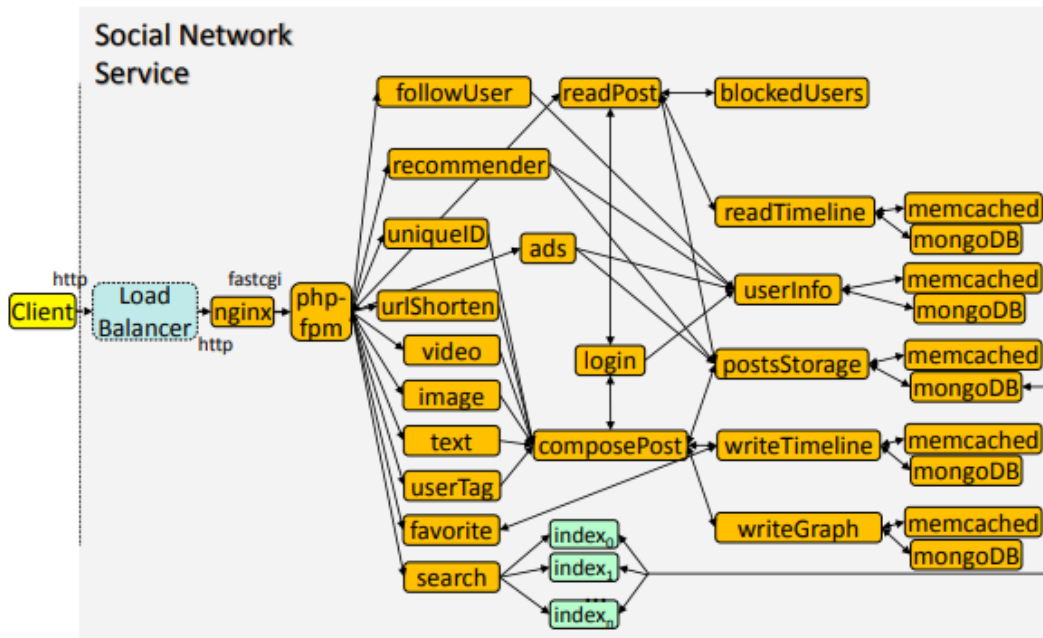 Social Network
Service
followUser
readPost
blockedUsers
recommender
readTimeline
memcached
mongoDB
uniqueID
ads
http
fastcgi
userInfo
memcached
mongoDB
Client
Load
Balancer
nginx
php-
fpm
urlShorten
http
video
login
postsStorage
memcached
mongoDB
image
text
composePost
writeTimeline
memcached
mongoDB
userTag
favorite
index0
writeGraph
memcached
mongoDB
search
index1
...
indexn